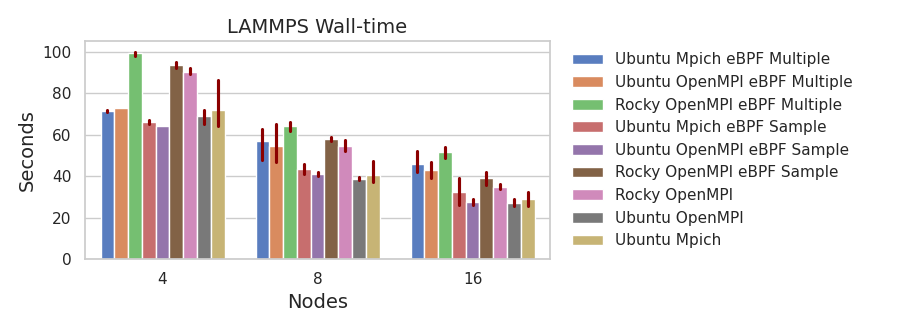 LAMMPS Wall-time
Seconds
100
80
60
40
20
0
4
8
16
Nodes
Ubuntu Mpich eBPF Multiple
Ubuntu OpenMPI eBPF Multiple
Rocky OpenMPI eBPF Multiple
Ubuntu Mpich eBPF Sample
Ubuntu OpenMPI eBPF Sample
Rocky OpenMPI eBPF Sample
Rocky OpenMPI
Ubuntu OpenMPI
Ubuntu Mpich